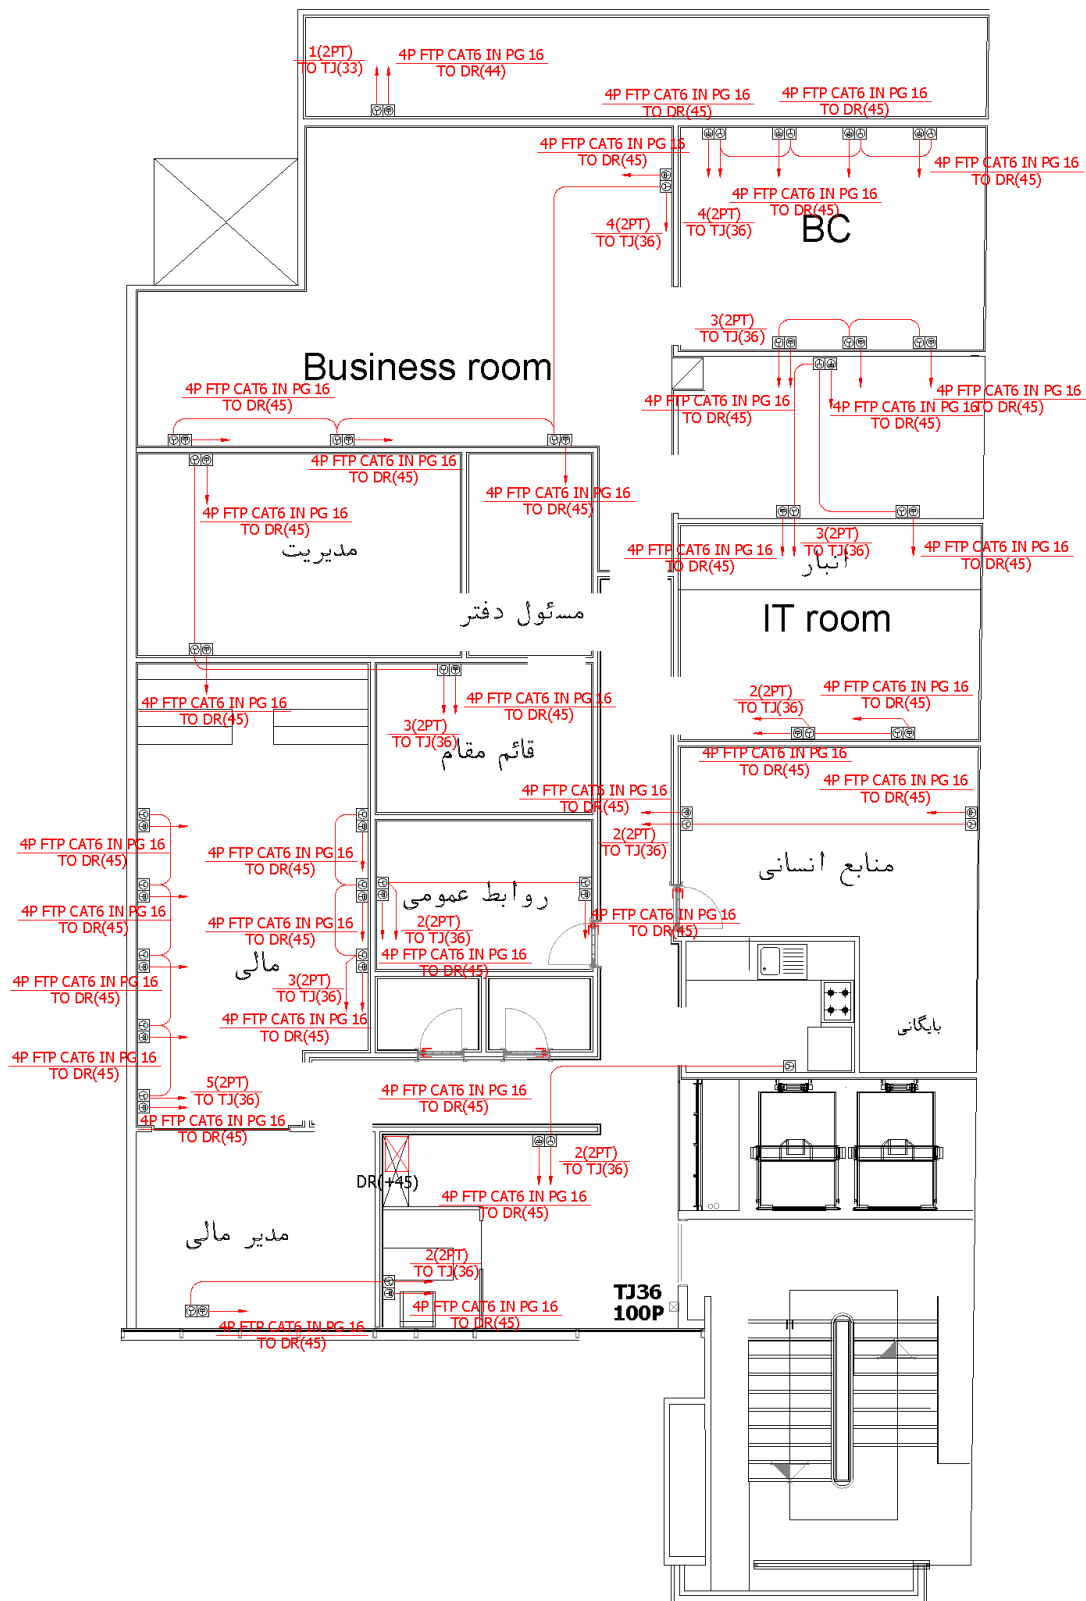 1(2PT)
TO TJ(33)
4P FTP CAT6 IN PG 16
TO DR(44)
4P FTP CAT6 IN PG 16
TO DR(45)
4P FTP CAT6 IN PG 16
TO DR(45)
4P FTP CAT6 IN PG 16
TO DR(45)
4P FTP CAT6 IN PG 16
TO DR(45)
4P FTP CAT6 IN PG 16
TO DR(45)
4(2PT)
TO TJ(36)
4(2PT)
TO TJ(36)
BC
3(2PT)
TO TJ(36)
Business room
4P FTP CAT6 IN PG 16
TO DR(45)
4P FTP CAT6 IN PG 16
TO DR(45)
4P FTP CAT6 IN PG 16
TO DR(45)
4P FTP CAT6 IN PG 16
TO DR(45)
4P FTP CAT6 IN PG 16
TO DR(45)
4P FTP CAT6 IN PG 16
TO DR(45)
4P FTP CAT6 IN PG 16
TO DR(45)
مدیریت
4P FTP CAT6 IN PG 16
TO DR(45)
3(2PT)
TO TJ(36)
4P FTP CAT6 IN PG 16
TO DR(45)
انبار
مسئول دفتر
IT room
4P FTP CAT6 IN PG 16
TO DR(45)
4P FTP CAT6 IN PG 16
TO DR(45)
2(2PT)
TO TJ(36)
4P FTP CAT6 IN PG 16
TO DR(45)
3(2PT)
TO TJ(36)
قائم مقام
4P FTP CAT6 IN PG 16
TO DR(45)
4P FTP CAT6 IN PG 16
TO DR(45)
4P FTP CAT6 IN PG 16
TO DR(45)
2(2PT)
TO TJ(36)
منابع انسانی
4P FTP CAT6 IN PG 16
TO DR(45)
4P FTP CAT6 IN PG 16
TO DR(45)
روابط عمومی
4P FTP CAT6 IN PG 16
TO DR(45)
4P FTP CAT6 IN PG 16
TO DR(45)
2(2PT)
TO TJ(36)
4P FTP CAT6 IN PG 16
TO DR(45)
4P FTP CAT6 IN PG 16
TO DR(45)
مالی
3(2PT)
TO TJ(36)
4P FTP CAT6 IN PG 16
TO DR(45)
4P FTP CAT6 IN PG 16
TO DR(45)
بایگانی
4P FTP CAT6 IN PG 16
TO DR(45)
5(2PT)
TO TJ(36)
4P FTP CAT6 IN PG 16
TO DR(45)
4P FTP CAT6 IN PG 16
TO DR(45)
2(2PT)
TO TJ(36)
DR(+45)
4P FTP CAT6 IN PG 16
TO DR(45)
مدیر مالی
2(2PT)
TO TJ(36)
4P FTP CAT6 IN PG 16
TO DR(45)
4P FTP CAT6 IN PG 16
TO DR(45)
TJ36
100P